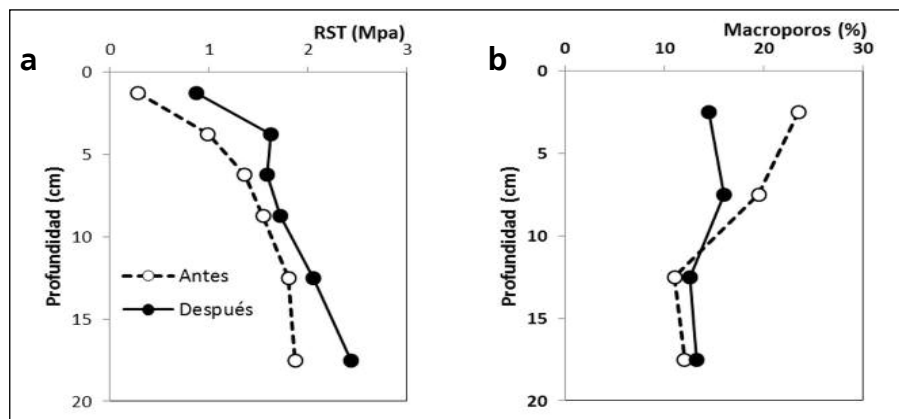 a
RST (Mpa)
0 1 2 3
0
5
10
15
20
Profundidad (cm)
Antes
Después
b
Macroporos (%)
0 10 20 30
0
5
10
15
20
Profundidad (cm)